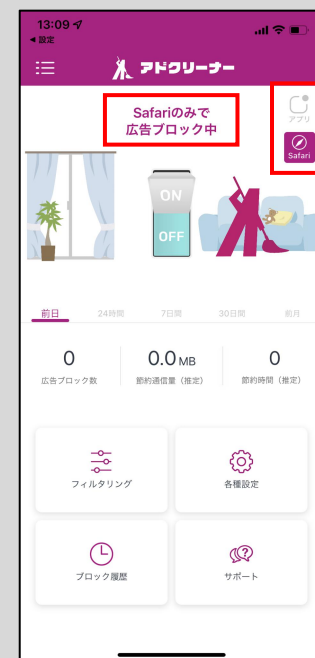 13:09
◀ 設定
アドクリーナー
Safariのみで
広告ブロック中
アプリ
Safari
ON
OFF
前日 24時間 7日間 30日間 前月
0 0.0 MB 0
広告ブロック数 節約通信量（推定） 節約時間（推定）
フィルタリング 各種設定
ブロック履歴 サポート